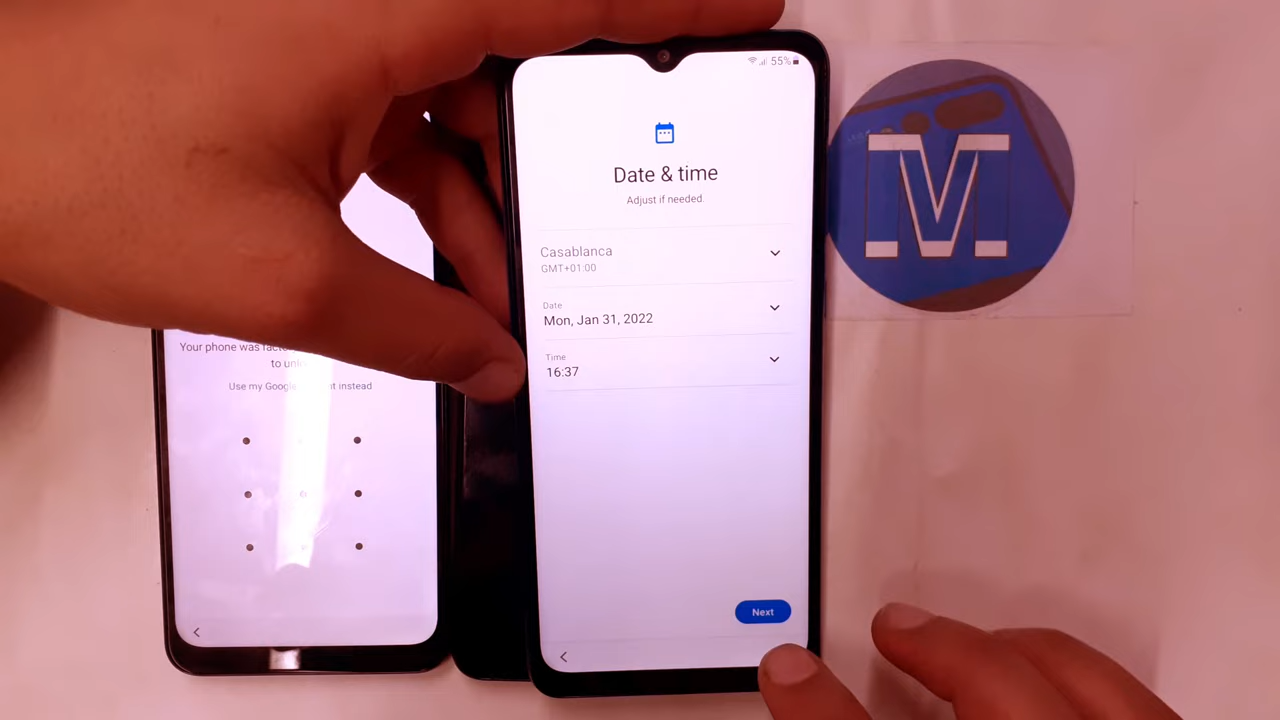 55%
Date & time
Adjust if needed.
Casablanca
GMT+01:00
Date
Mon, Jan 31, 2022
Time
16:37
Next
Your phone was
to
Use my Google instead
M